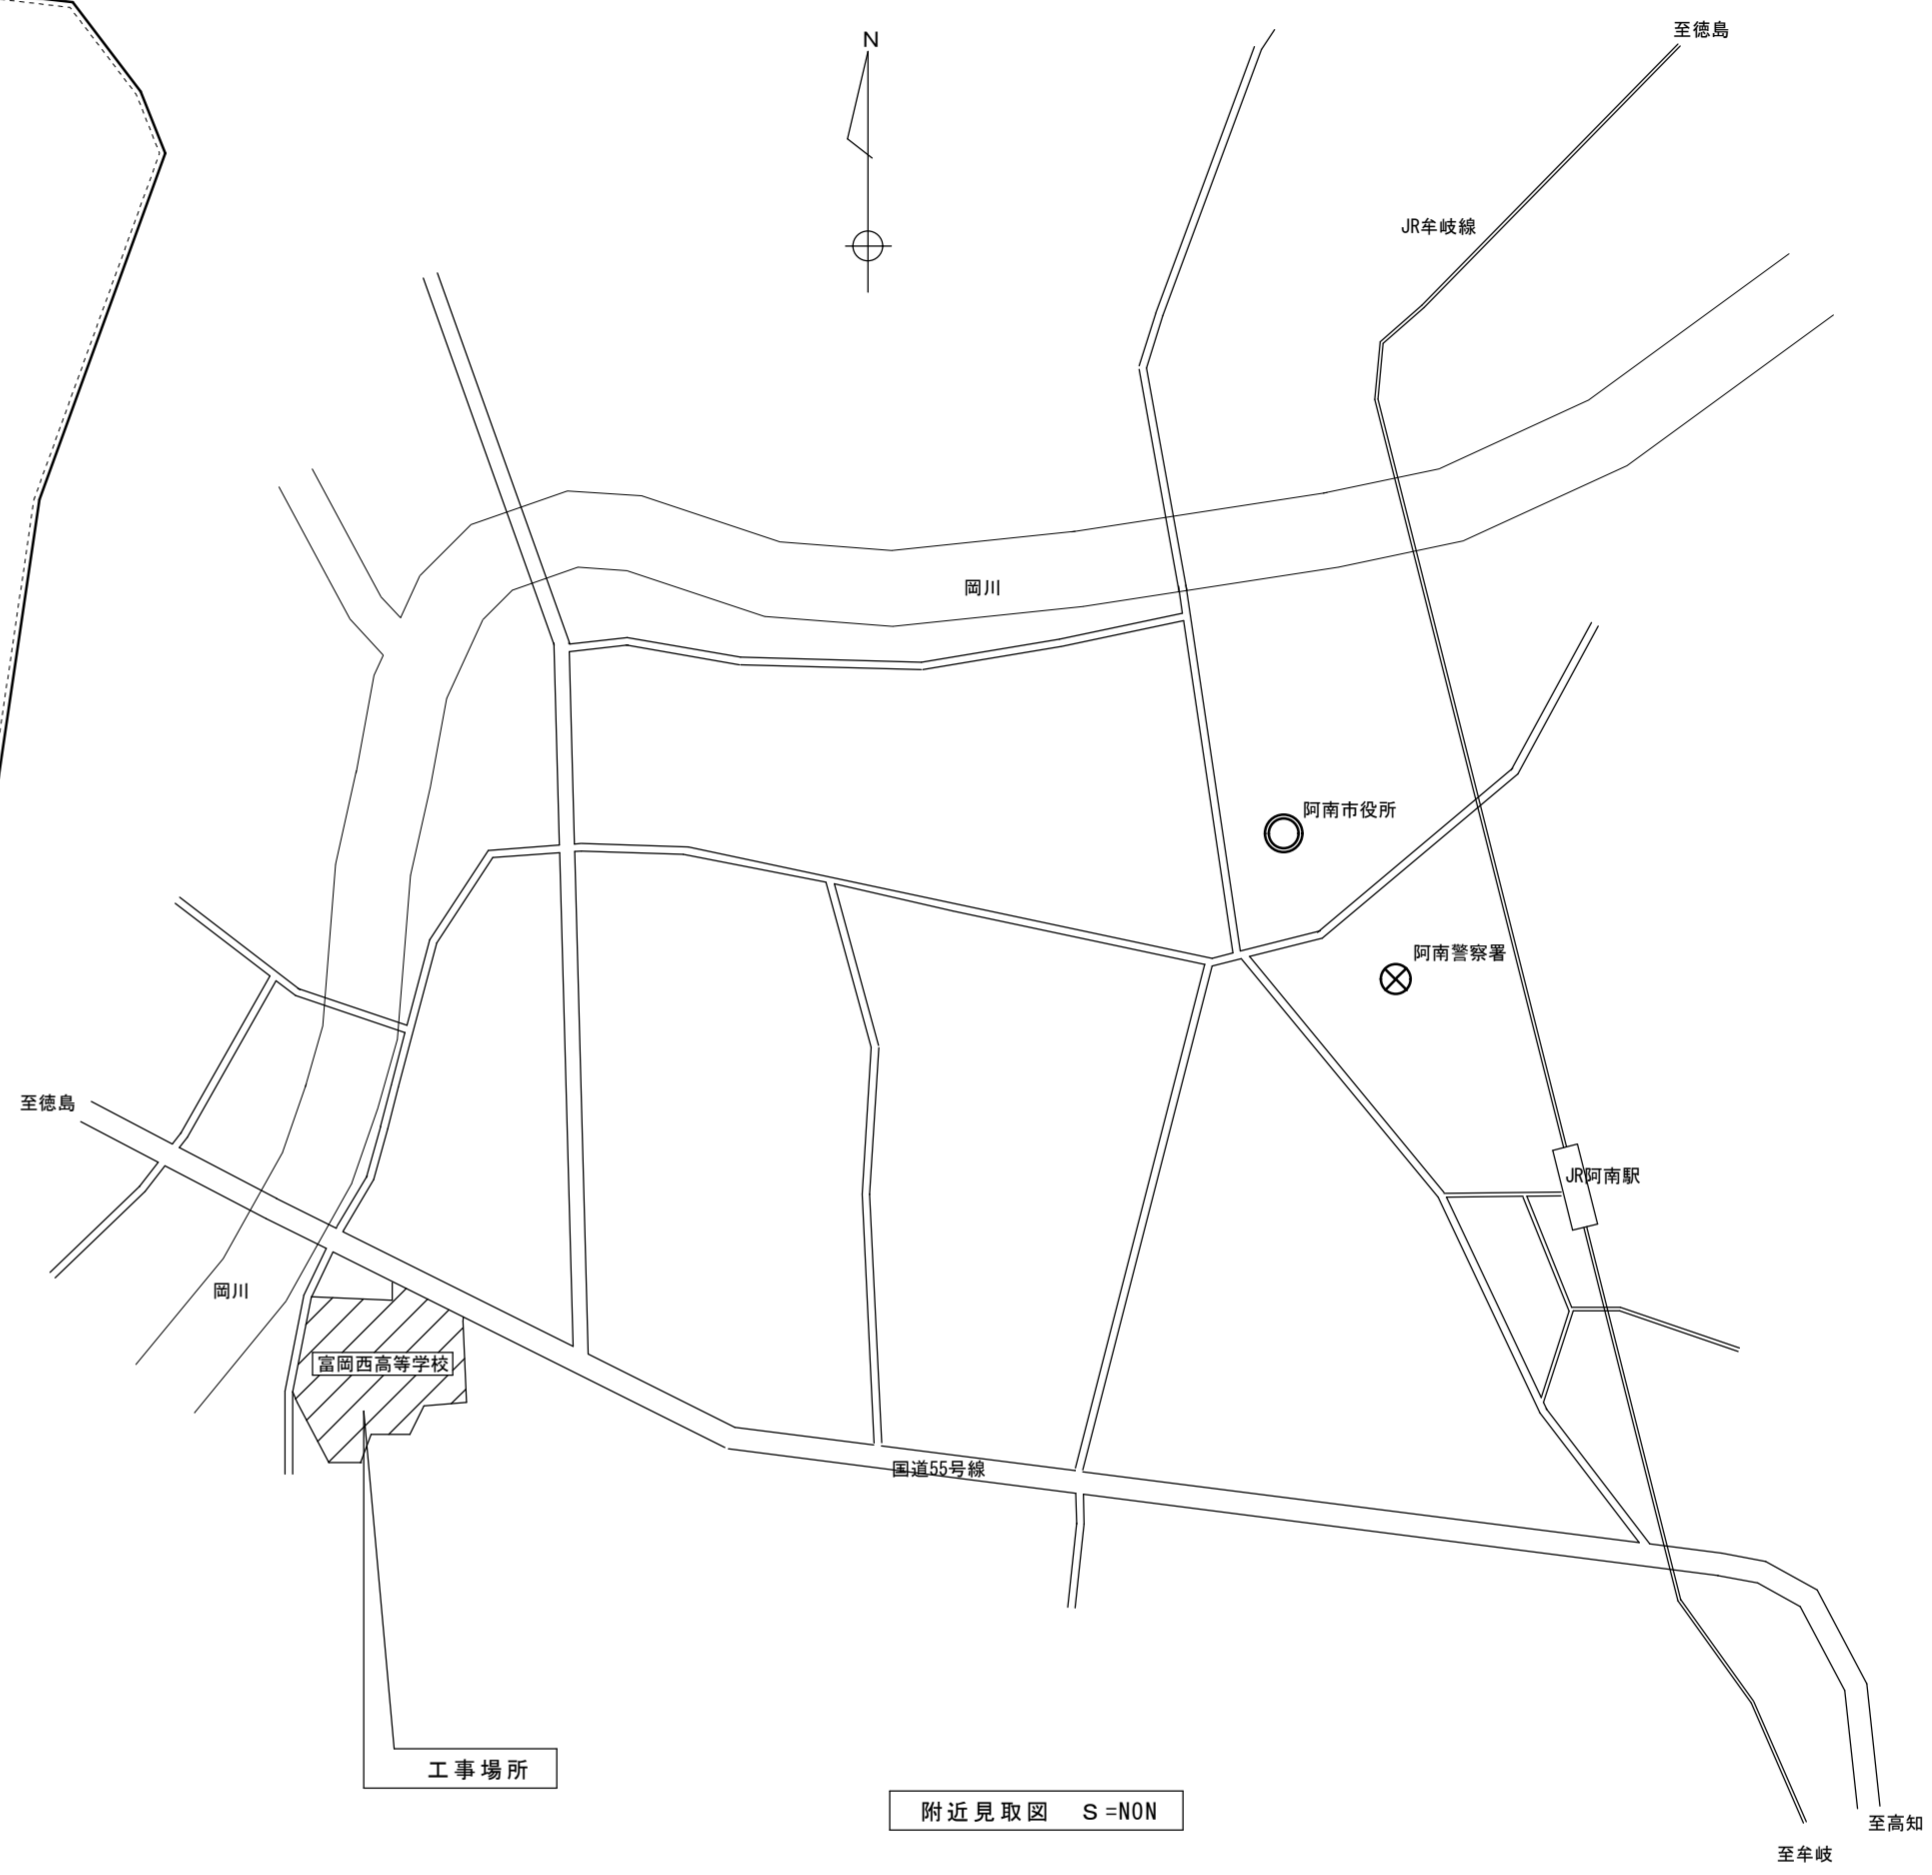 至徳島
N
JR牟岐線
岡川
阿南市役所
阿南警察署
至徳島
JR阿南駅
岡川
富岡西高等学校
国道55号線
工事場所
附近見取図 S=NON
至高知
至牟岐